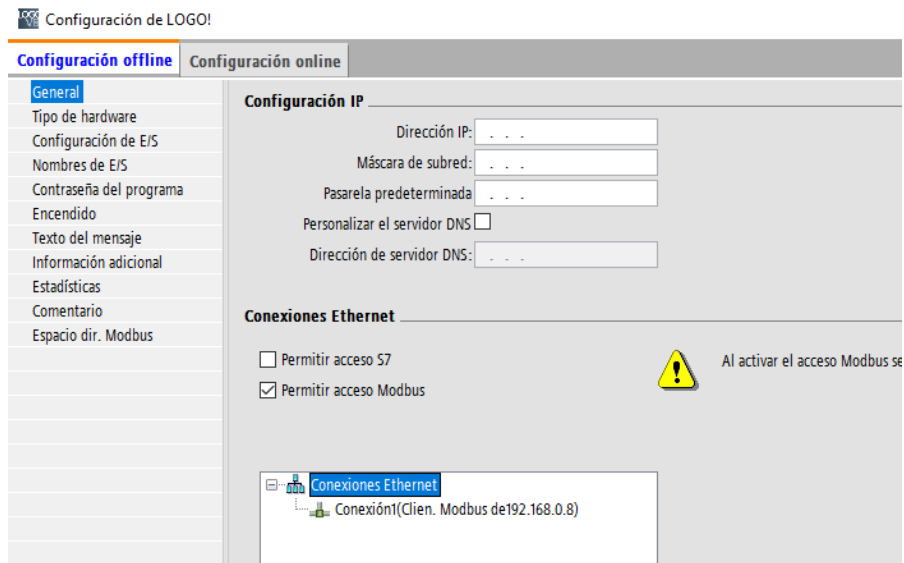 Configuración de LOGO!
Configuración offline
Configuración online
General
Tipo de hardware
Configuración de E/S
Nombres de E/S
Contraseña del programa
Encendido
Texto del mensaje
Información adicional
Estadísticas
Comentario
Espacio dir. Modbus
Configuración IP
Dirección IP: . . .
Máscara de subred: . . .
Pasarela predeterminada . . .
Personalizar el servidor DNS
Dirección de servidor DNS: . . .
Conexiones Ethernet
Permitir acceso S7
Permitir acceso Modbus
Al activar el acceso Modbus se
Conexiones Ethernet
Conexión1(Clien. Modbus de192.168.0.8)